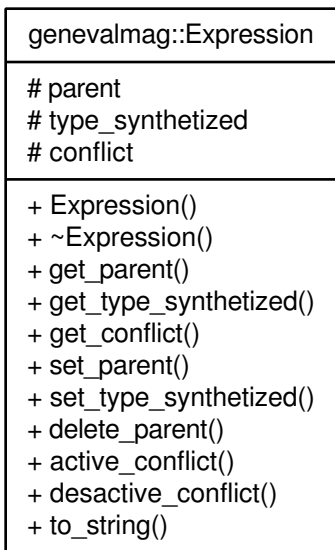 genevalmag::Expression
# parent
# type_synthetized
# conflict
+ Expression()
+ ~Expression()
+ get_parent()
+ get_type_synthetized()
+ get_conflict()
+ set_parent()
+ set_type_synthetized()
+ delete_parent()
+ active_conflict()
+ desactive_conflict()
+ to_string()